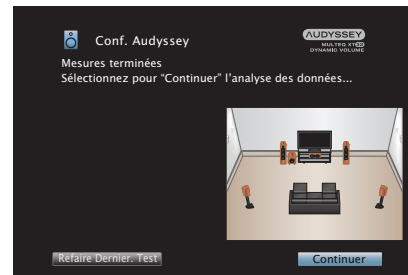 Conf. Audyssey
AUDYSSEY
MULTEQ XT32
DYNAMIC VOLUME
Mesures terminées
Sélectionnez pour “Continuer” l’analyse des données...
Refaire Dernier. Test
Continuer